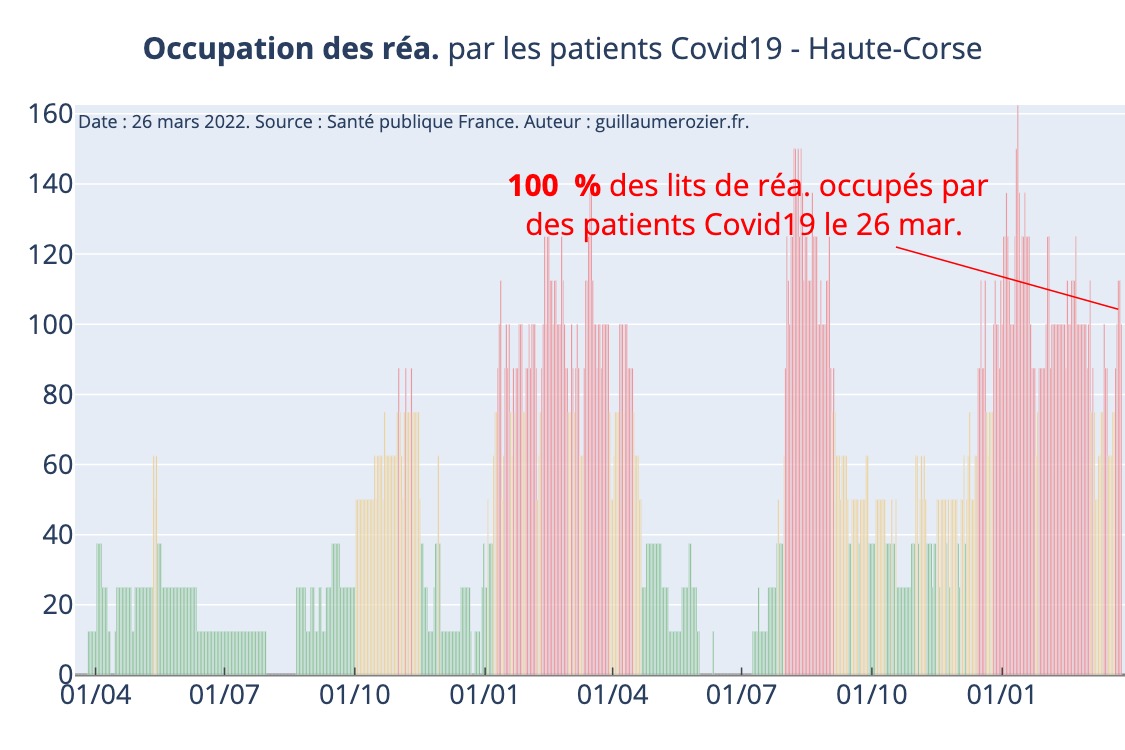 Occupation des réa. par les patients Covid19 - Haute-Corse
160
Date : 26 mars 2022. Source : Santé publique France. Auteur : guillaumerozier.fr.
140
100 % des lits de réa. occupés par
des patients Covid19 le 26 mar.
120
100
80
60
40
20
0
01/04 01/07 01/10 01/01 01/04 01/07 01/10 01/01